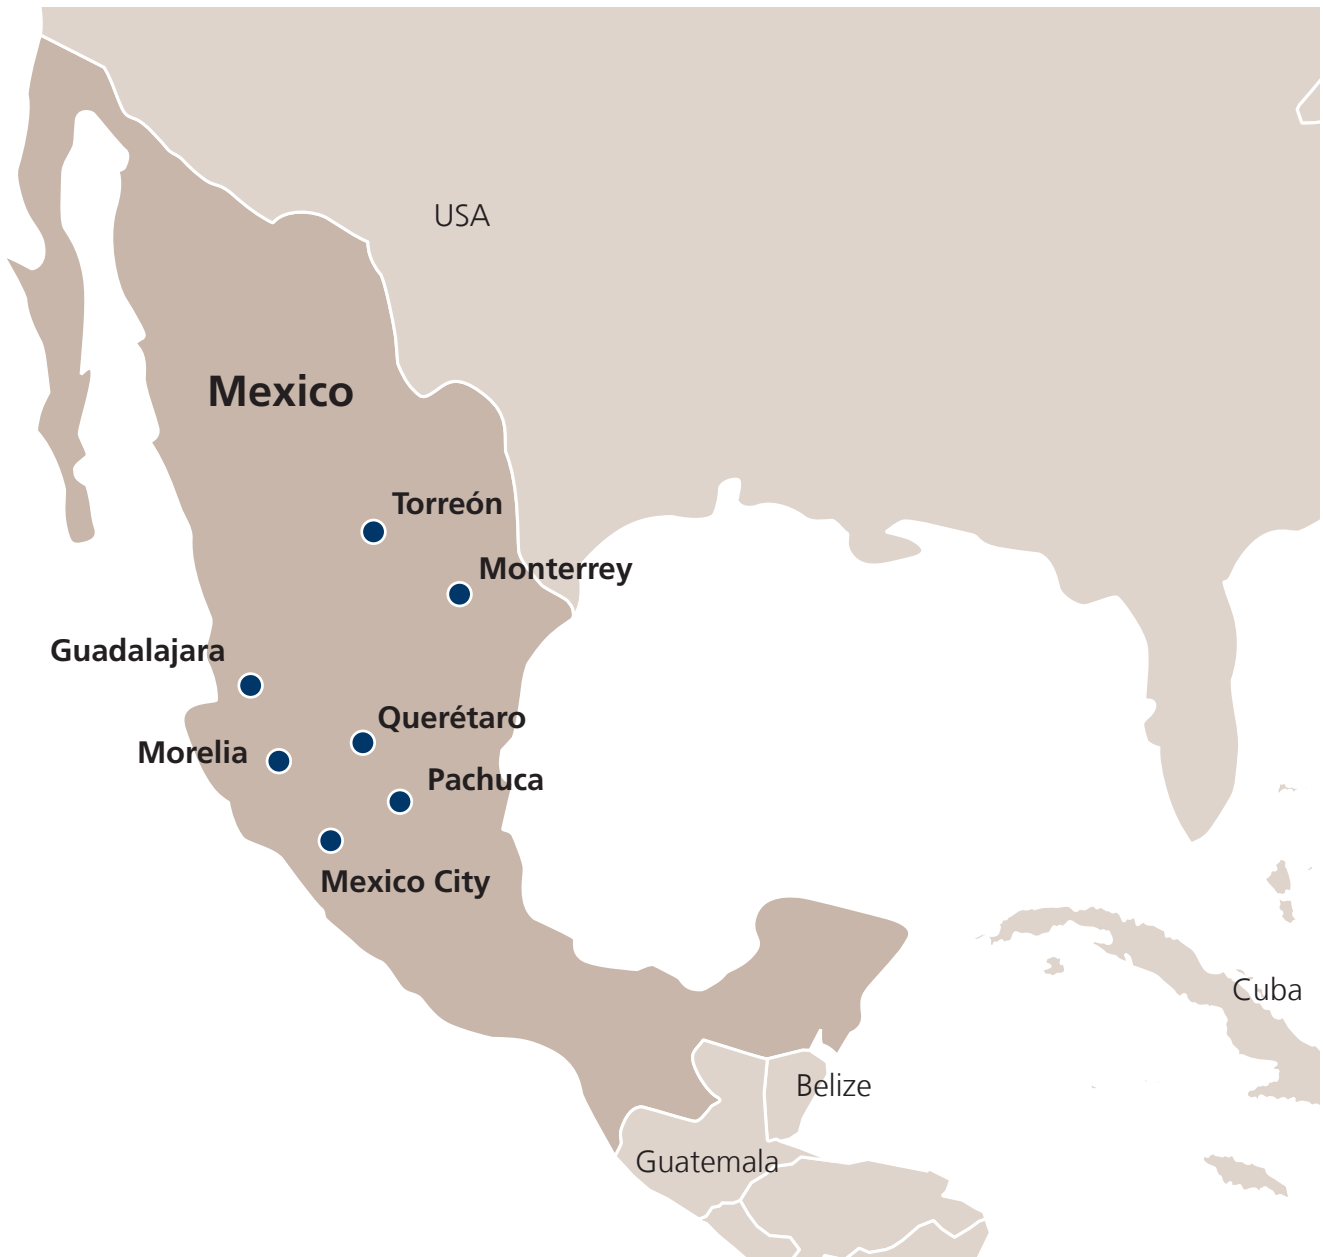 USA
Mexico
Torreón
Monterrey
Guadalajara
Querétaro
Morelia
Pachuca
Mexico City
Cuba
Belize
Guatemala